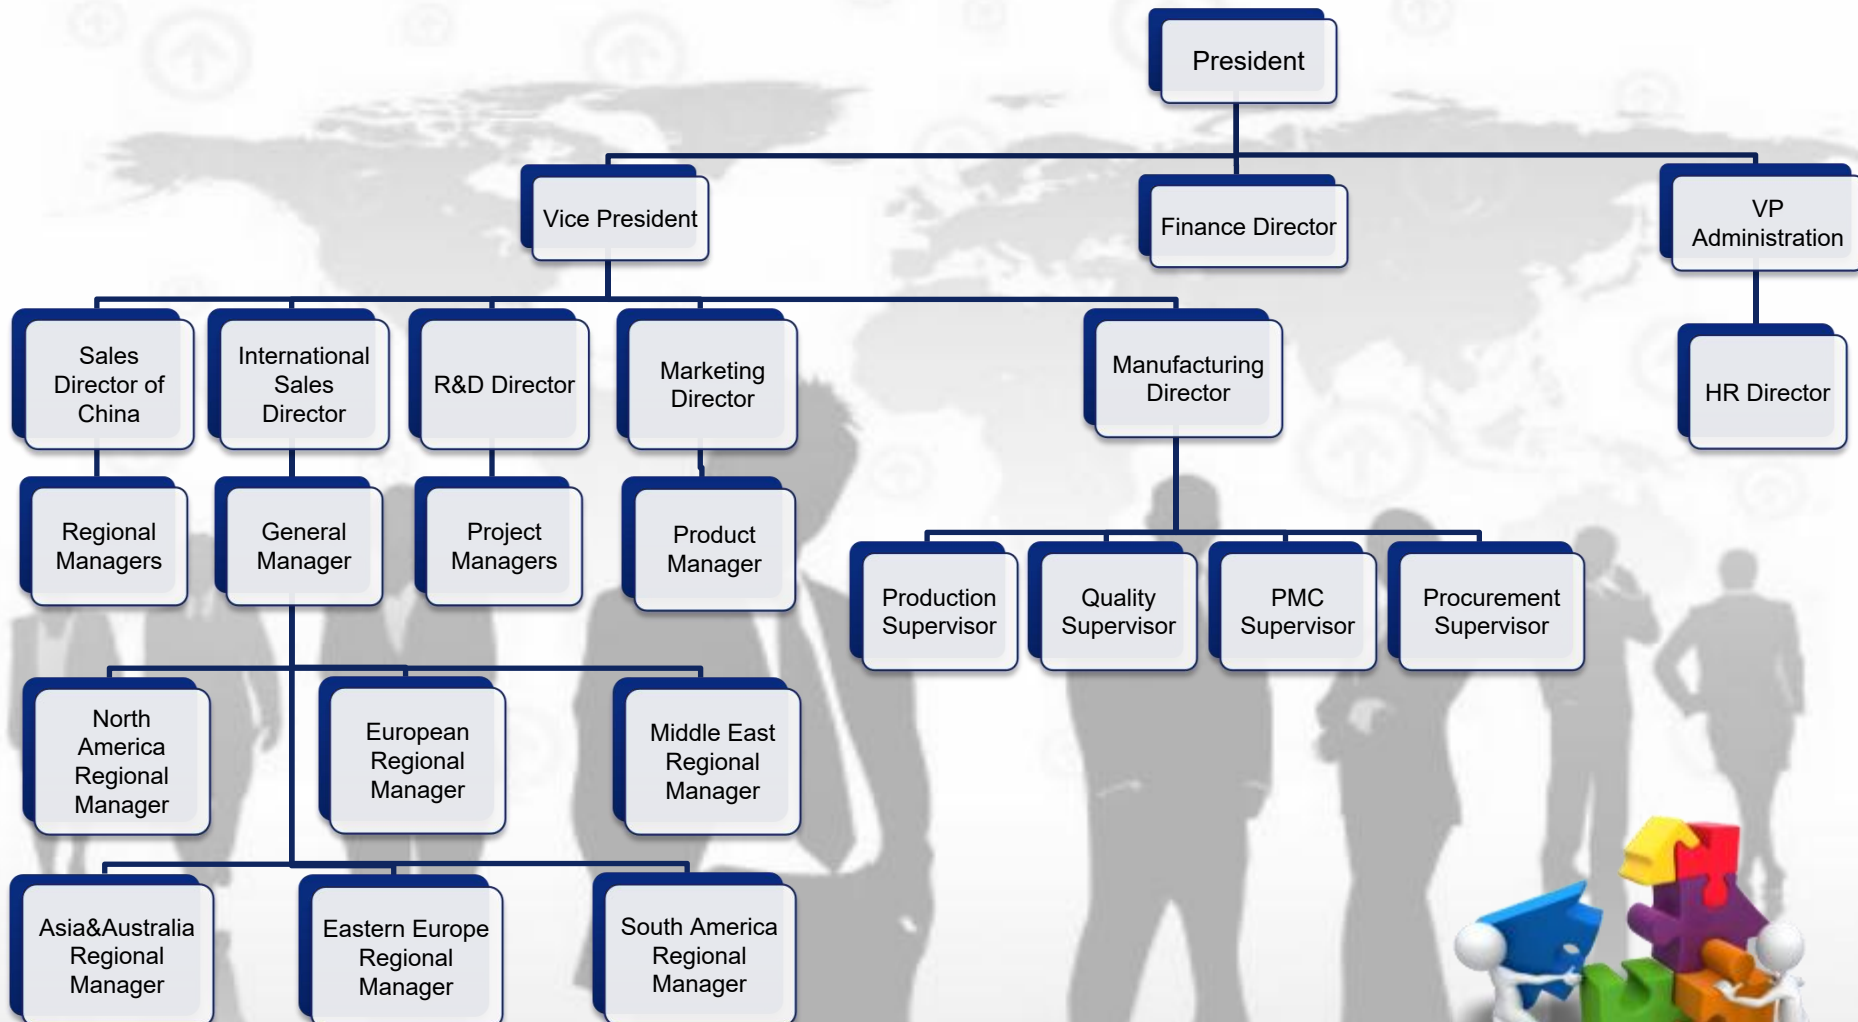 President
Vice President
Finance Director
VP
Administration
Sales
Director of
China
International
Sales
Director
R&D Director
Marketing
Director
Manufacturing
Director
HR Director
Regional
Managers
General
Manager
Project
Managers
Product
Manager
Production
Supervisor
Quality
Supervisor
PMC
Supervisor
Procurement
Supervisor
North
America
Regional
Manager
European
Regional
Manager
Middle East
Regional
Manager
Asia&Australia
Regional
Manager
Eastern Europe
Regional
Manager
South America
Regional
Manager